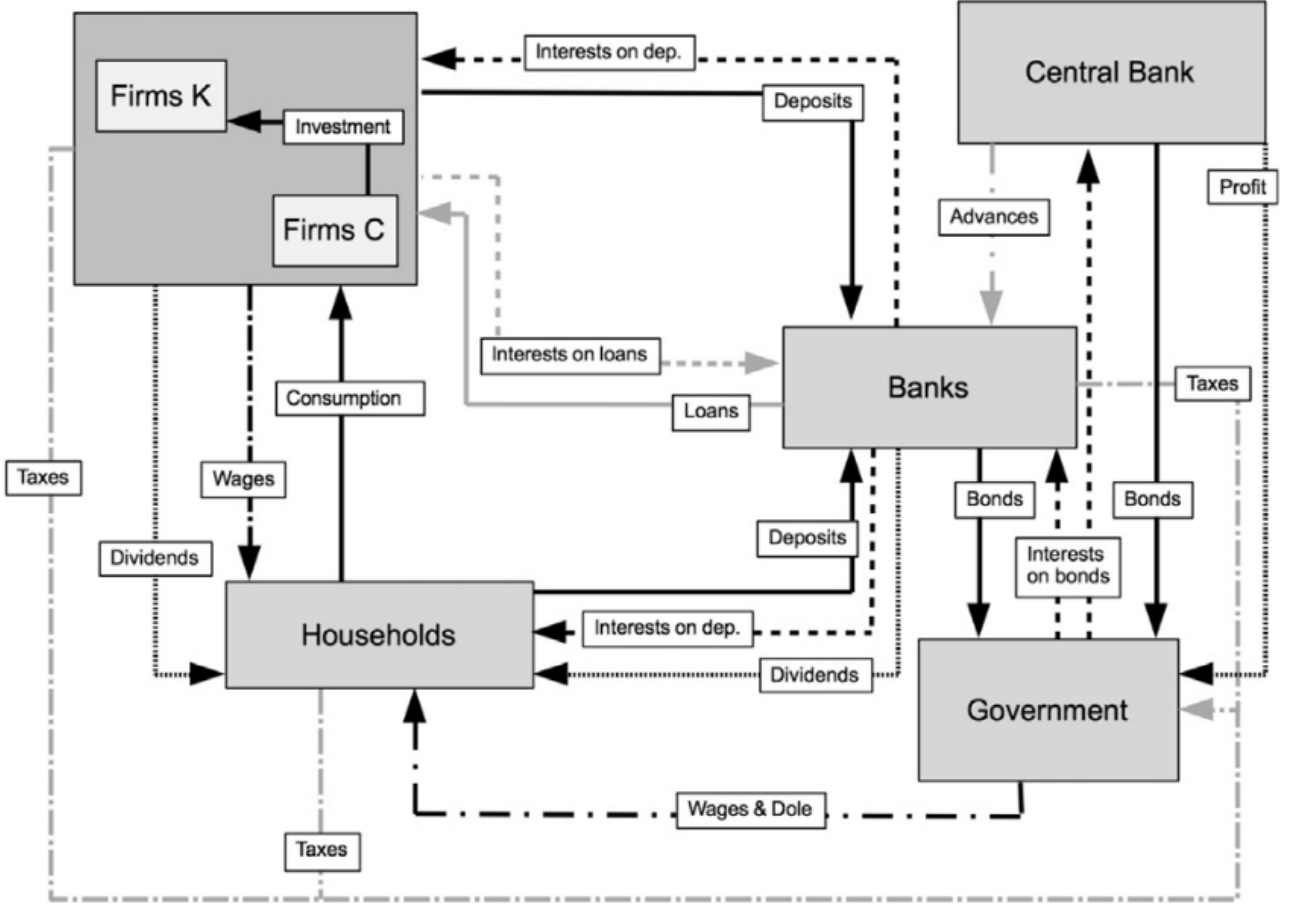 Interests on dep.
Central Bank
Firms K
Deposits
Investment
Profit
Advances
Firms C
Interests on loans
Banks
Taxes
Consumption
Loans
Taxes
Wages
Bonds
Bonds
Deposits
Dividends
Interests
on bonds
Households
Interests on dep.
Dividends
Government
Wages & Dole
Taxes